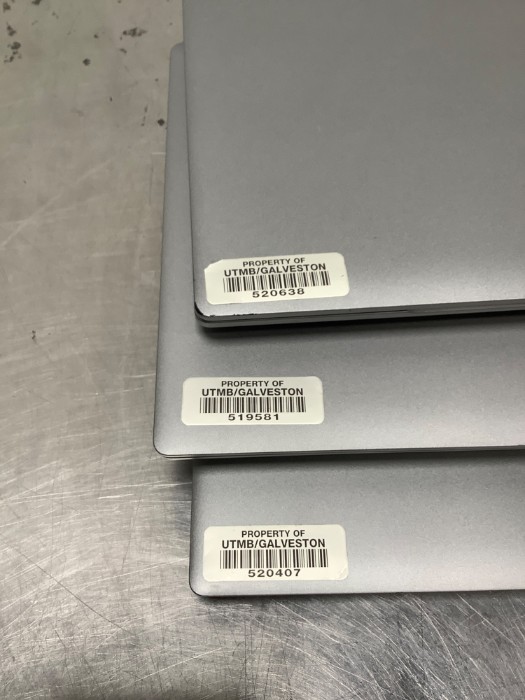 PROPERTY OF
UTMB/GALVESTON
520638
PROPERTY OF
UTMB/GALVESTON
519581
PROPERTY OF
UTMB/GALVESTON
520407